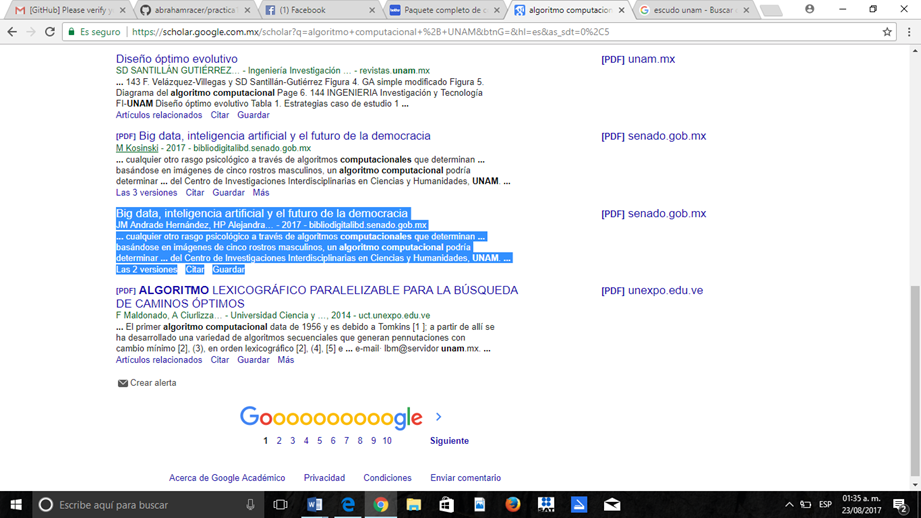 [GitHub] Please verify y
abrahamracer/practica
(1) Facebook
Paquete completo de c
algoritmo computacion
escudo unam - Buscar c
Es seguro https://scholar.google.com.mx/scholar?q=algoritmo+computacional+%2B+UNAM&btnG=&hl=es&as_sdt=0%2C5
Diseño óptimo evolutivo
[PDF] unam.mx
SD SANTILLÁN GUTIÉRREZ… - Ingeniería Investigación … - revistas.unam.mx
... 143 F. Velázquez-Villegas y SD Santillán-Gutiérrez Figura 4. GA simple modificado Figura 5.
Diagrama del algoritmo computacional Page 6. 144 INGENIERIA Investigación y Tecnología
FI-UNAM Diseño óptimo evolutivo Tabla 1. Estrategias caso de estudio 1 ...
Artículos relacionados Citar Guardar
[PDF] Big data, inteligencia artificial y el futuro de la democracia
[PDF] senado.gob.mx
M Kosinski - 2017 - bibliodigitalibd.senado.gob.mx
... cualquier otro rasgo psicológico a través de algoritmos computacionales que determinan ...
basándose en imágenes de cinco rostros masculinos, un algoritmo computacional podría
determinar ... del Centro de Investigaciones Interdisciplinarias en Ciencias y Humanidades, UNAM. ...
Las 3 versiones Citar Guardar Más
Big data, inteligencia artificial y el futuro de la democracia
[PDF] senado.gob.mx
JM Andrade Hernández, HP Alejandra… - 2017 - bibliodigitalibd.senado.gob.mx
... cualquier otro rasgo psicológico a través de algoritmos computacionales que determinan ...
basándose en imágenes de cinco rostros masculinos, un algoritmo computacional podría
determinar ... del Centro de Investigaciones Interdisciplinarias en Ciencias y Humanidades, UNAM. ...
Las 2 versiones Citar Guardar
[PDF] ALGORITMO LEXICOGRÁFICO PARALELIZABLE PARA LA BÚSQUEDA
[PDF] unexpo.edu.ve
DE CAMINOS ÓPTIMOS
F Maldonado, A Ciurlizza… - Universidad Ciencia y …, 2014 - uct.unexpo.edu.ve
... El primer algoritmo computacional data de 1956 y es debido a Tomkins [1 ]; a partir de allí se
ha desarrollado una variedad de algoritmos secuenciales que generan pennutaciones con
cambio mínimo [2], (3), en orden lexicográfico [2], (4), [5] e ... e-mail· lbm@servidor unam.mx. ...
Artículos relacionados Citar Guardar Más
Crear alerta
Goooooooooogle
1 2 3 4 5 6 7 8 9 10 Siguiente
Acerca de Google Académico Privacidad Condiciones Enviar comentario
Escribe aquí para buscar
ESP
01:35 a. m.
23/08/2017
2